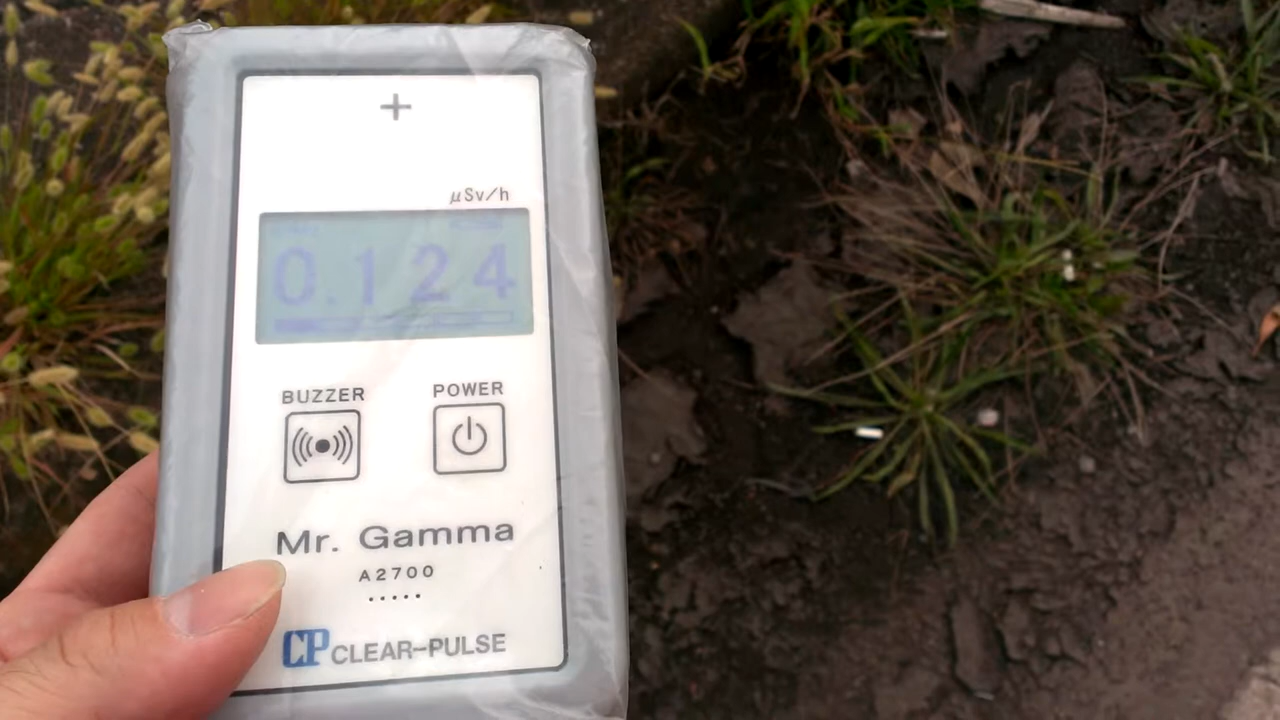 +
μSv/h
0.124
BUZZER POWER
Mr. Gamma
A2700
CP CLEAR-PULSE